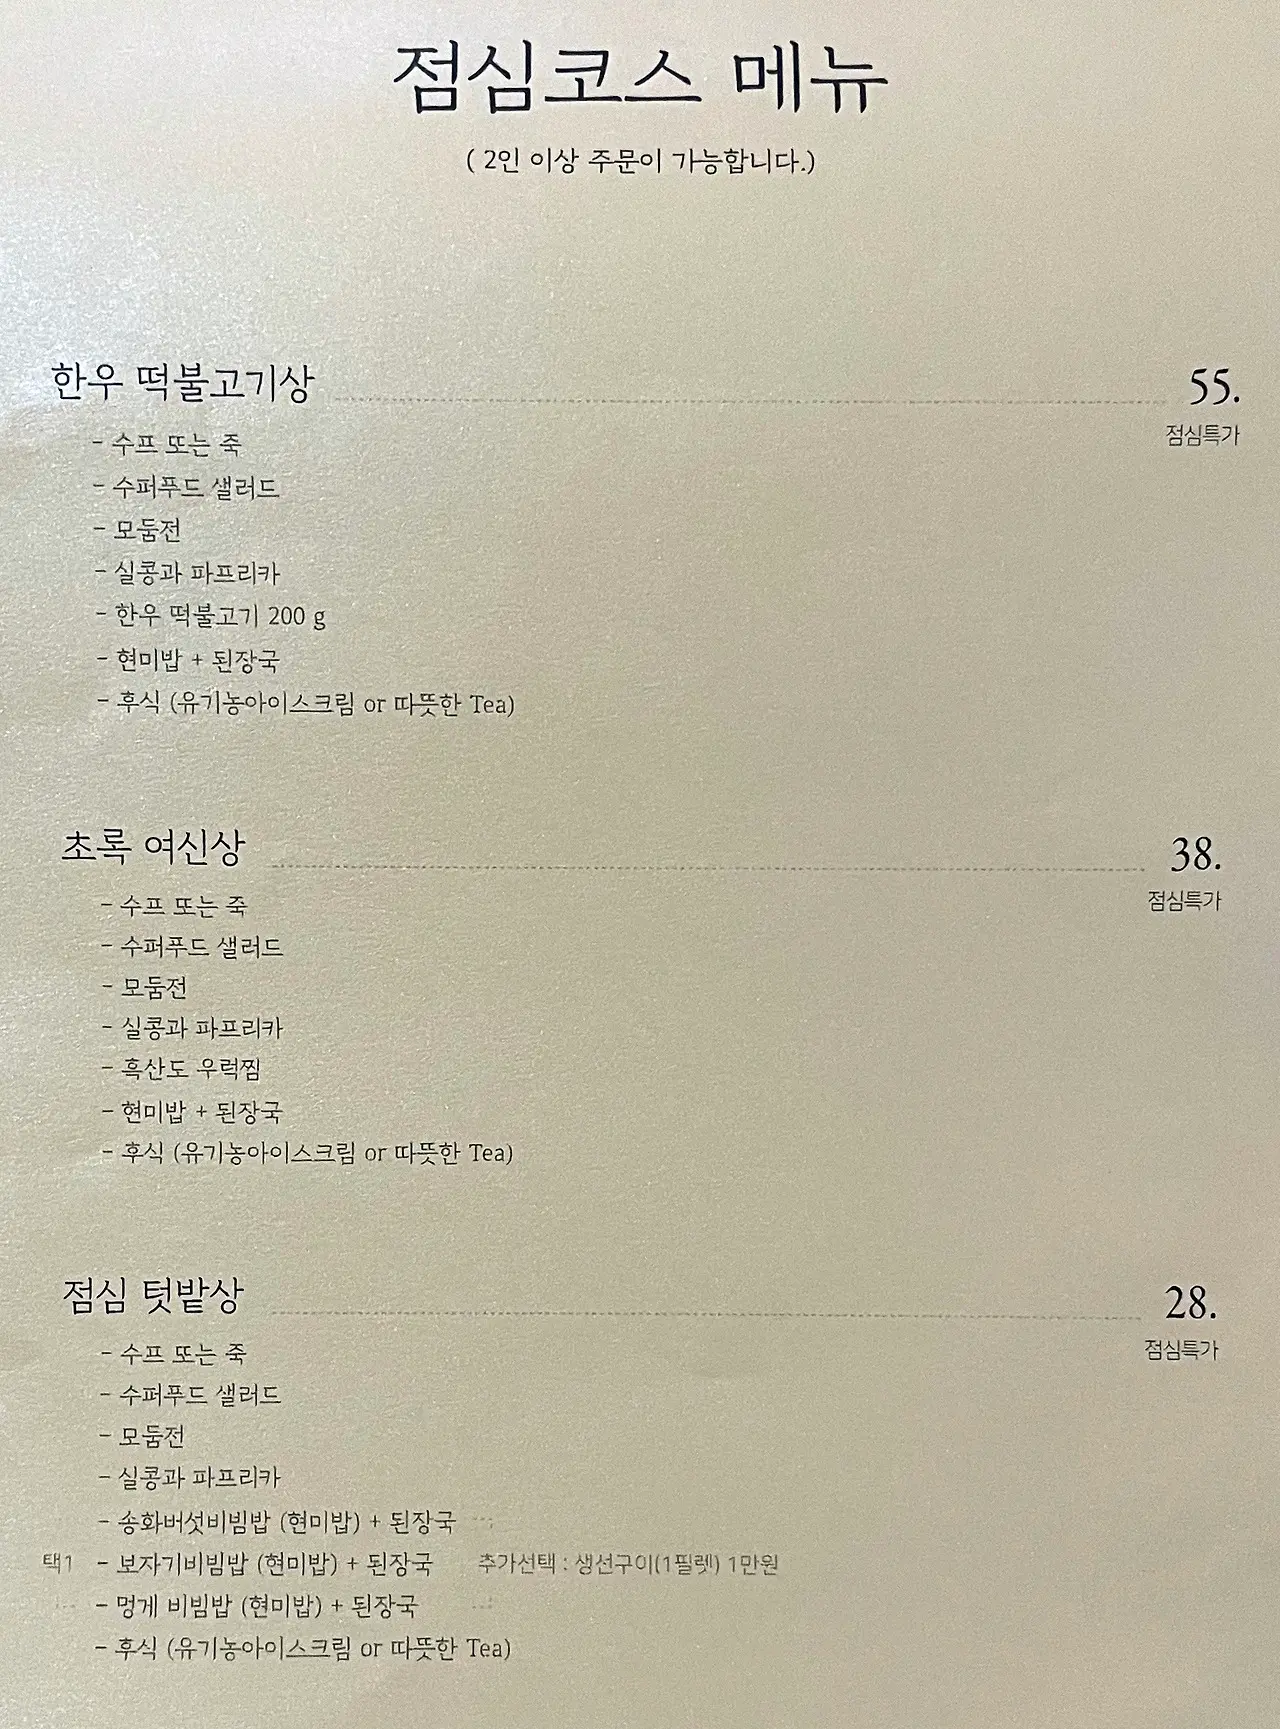 점심코스 메뉴
( 2인 이상 주문이 가능합니다.)
한우 떡불고기상 55.
점심특가
- 수프 또는 죽
- 수퍼푸드 샐러드
- 모둠전
- 실콩과 파프리카
- 한우 떡불고기 200 g
- 현미밥 + 된장국
- 후식 (유기농아이스크림 or 따뜻한 Tea)
초록 여신상 38.
점심특가
- 수프 또는 죽
- 수퍼푸드 샐러드
- 모둠전
- 실콩과 파프리카
- 흑산도 우럭찜
- 현미밥 + 된장국
- 후식 (유기농아이스크림 or 따뜻한 Tea)
점심 텃밭상 28.
점심특가
- 수프 또는 죽
- 수퍼푸드 샐러드
- 모둠전
- 실콩과 파프리카
- 송화버섯비빔밥 (현미밥) + 된장국
택1 - 보자기비빔밥 (현미밥) + 된장국 추가선택 : 생선구이(1필렛) 1만원
- 멍게 비빔밥 (현미밥) + 된장국
- 후식 (유기농아이스크림 or 따뜻한 Tea)